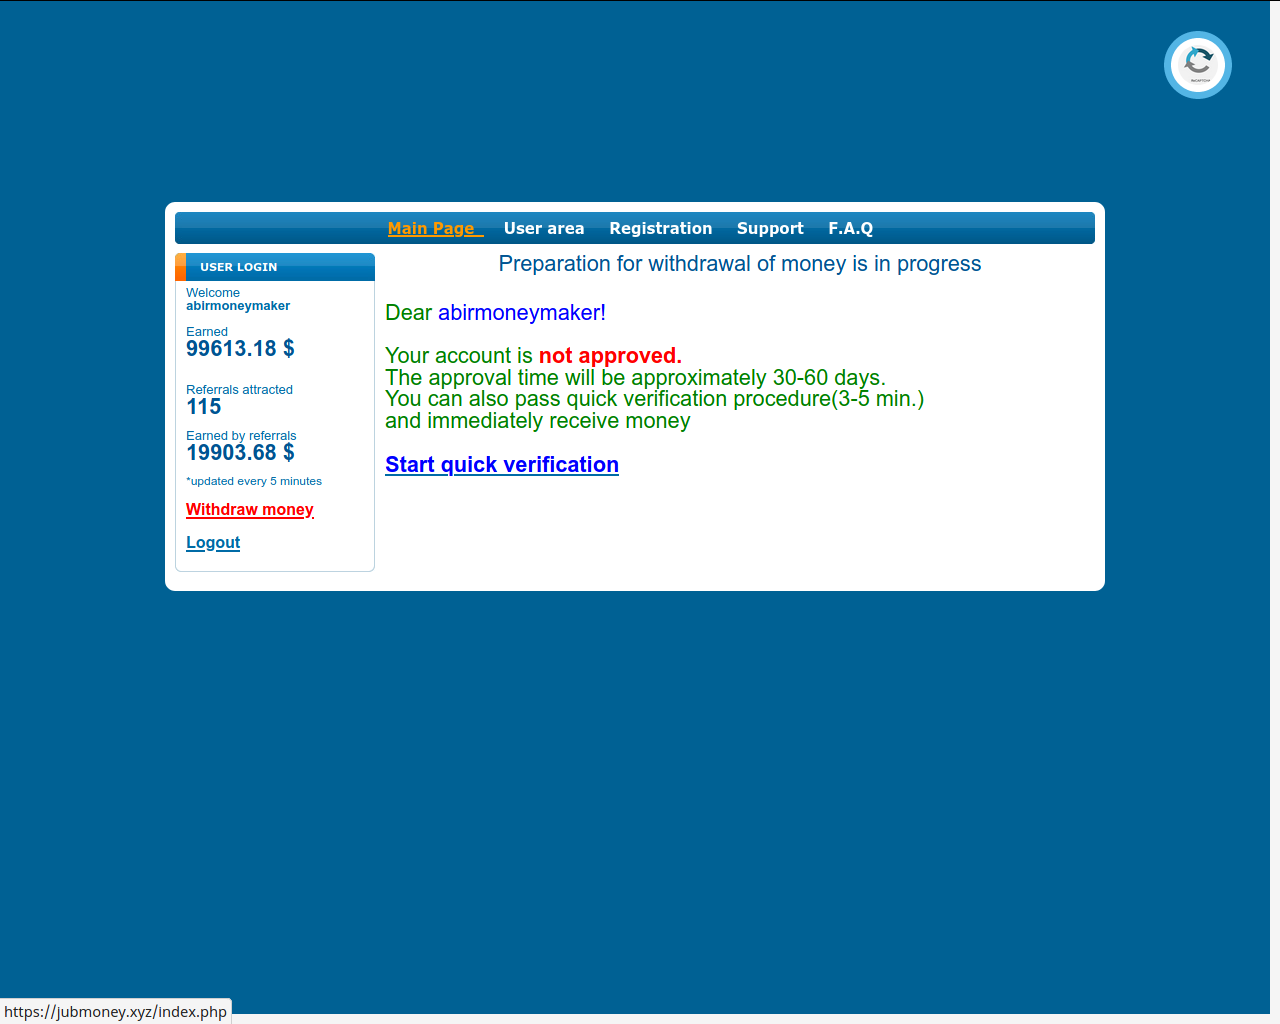 Main Page
User area
Registration
Support
F.A.Q
USER LOGIN
Welcome
abirmoneymaker
Earned
99613.18 $
Referrals attracted
115
Earned by referrals
19903.68 $
*updated every 5 minutes
Withdraw money
Logout
Preparation for withdrawal of money is in progress
Dear abirmoneymaker!
Your account is not approved.
The approval time will be approximately 30-60 days.
You can also pass quick verification procedure(3-5 min.)
and immediately receive money
Start quick verification
https://jubmoney.xyz/index.php